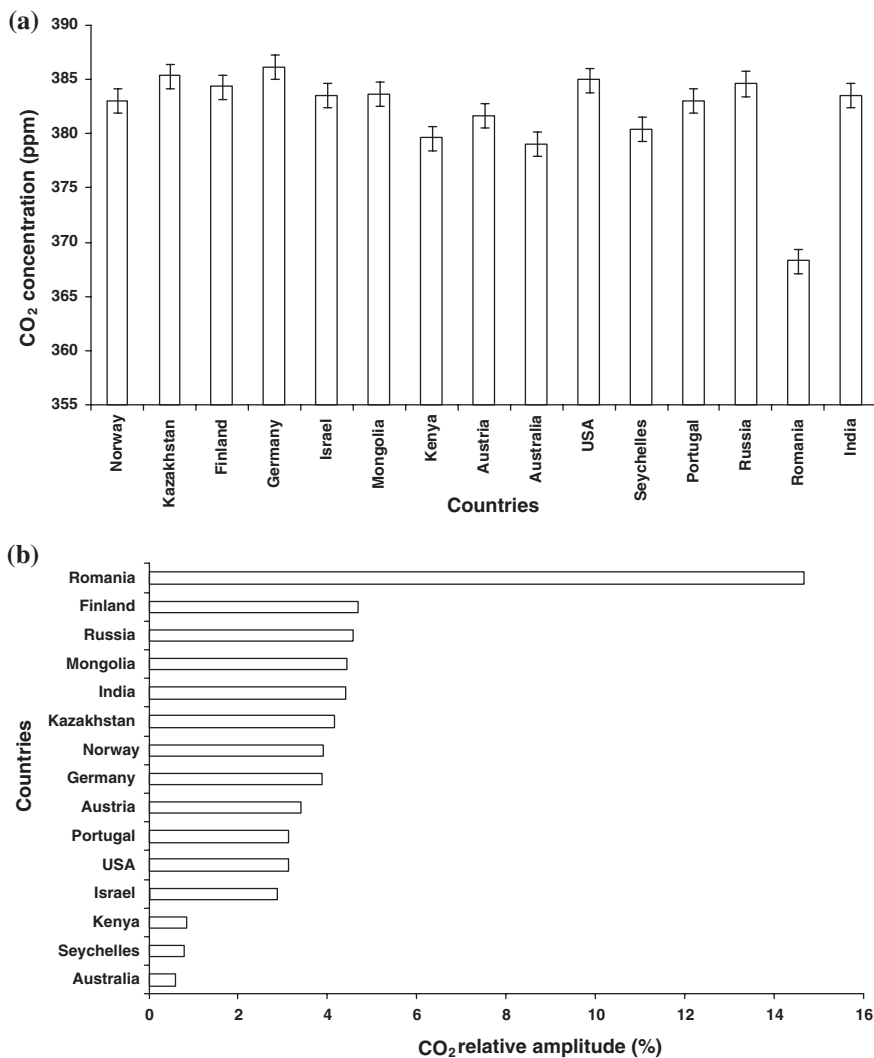 (a)
CO2 concentration (ppm)
390
385
380
375
370
365
360
355
Norway
Kazakhstan
Finland
Germany
Israel
Mongolia
Kenya
Austria
Australia
USA
Seychelles
Portugal
Russia
Romania
India
Countries
(b)
Countries
Romania
Finland
Russia
Mongolia
India
Kazakhstan
Norway
Germany
Austria
Portugal
USA
Israel
Kenya
Seychelles
Australia
0 2 4 6 8 10 12 14 16
CO2 relative amplitude (%)